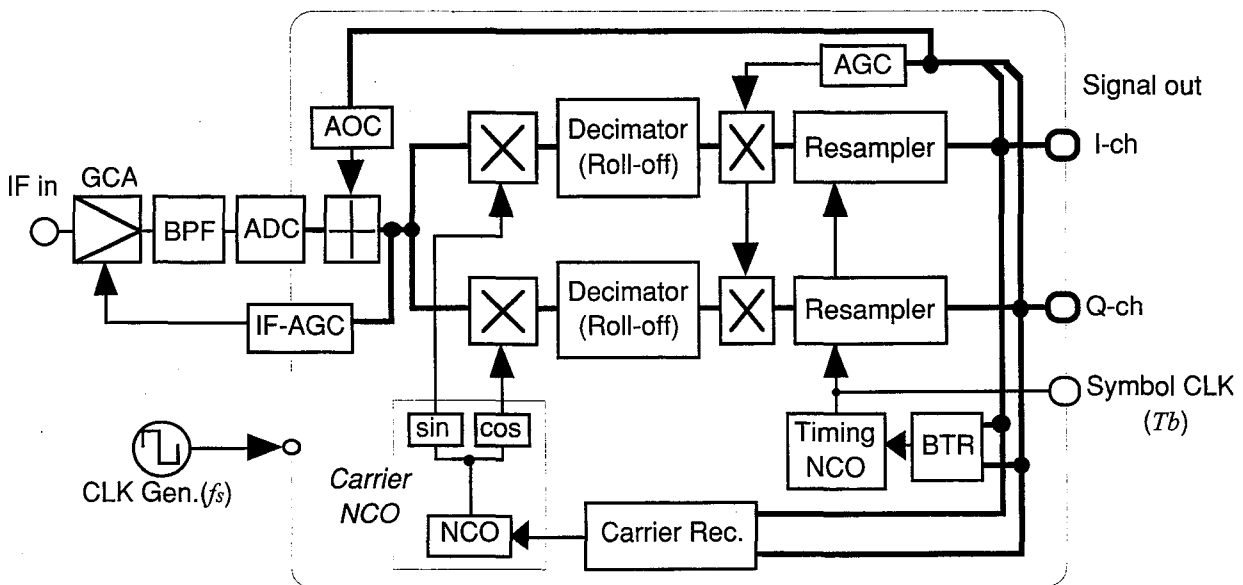 AGC
Signal out
AOC
Decimator
(Roll-off)
Resampler
I-ch
IF in
GCA
BPF
ADC
Decimator
(Roll-off)
Resampler
Q-ch
IF-AGC
Symbol CLK
(Tb)
sin
cos
Timing
NCO
BTR
CLK Gen.(fs)
Carrier
NCO
NCO
Carrier Rec.